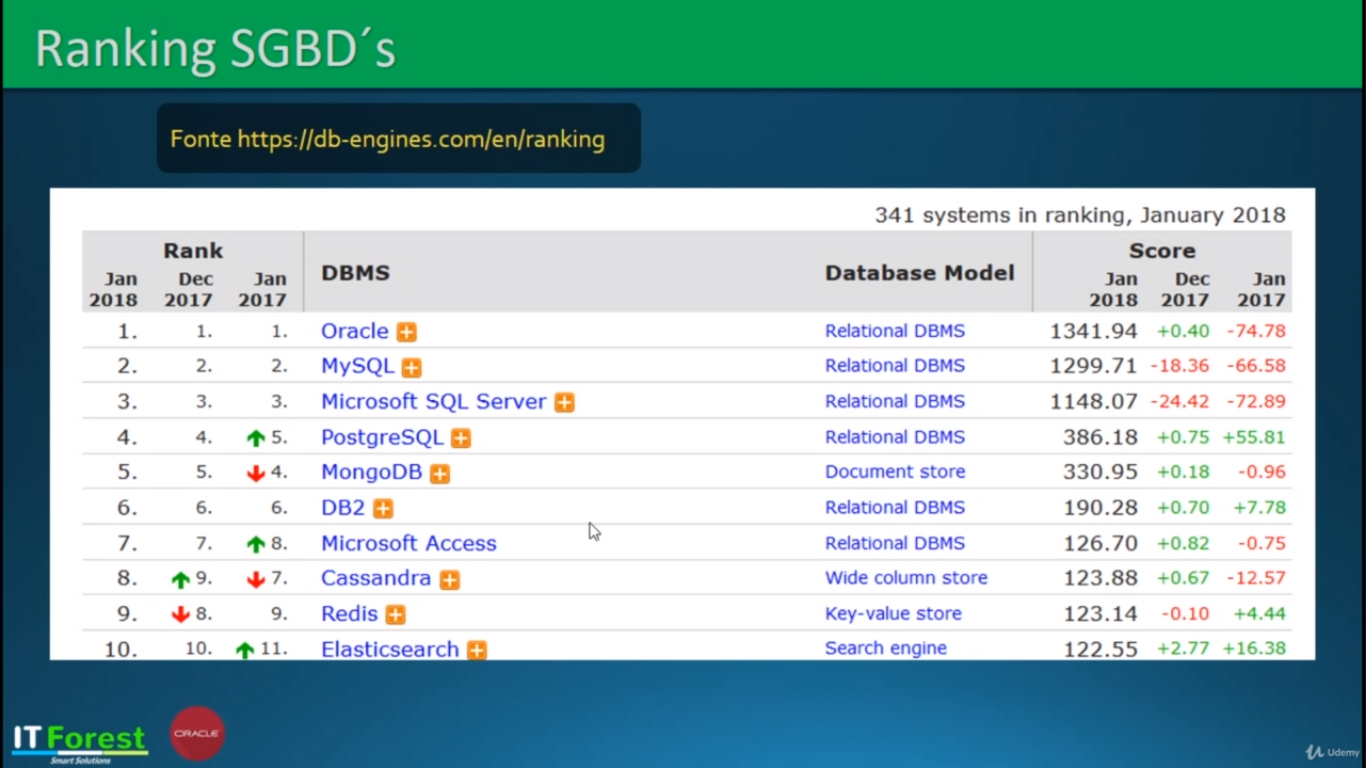 Ranking SGBD´s
Fonte https://db-engines.com/en/ranking
341 systems in ranking, January 2018
Rank DBMS Database Model Score
Jan 2018 Dec 2017 Jan 2017 Jan 2018 Dec 2017 Jan 2017
1. 1. 1. Oracle Relational DBMS 1341.94 +0.40 -74.78
2. 2. 2. MySQL Relational DBMS 1299.71 -18.36 -66.58
3. 3. 3. Microsoft SQL Server Relational DBMS 1148.07 -24.42 -72.89
4. 4. 5. PostgreSQL Relational DBMS 386.18 +0.75 +55.81
5. 5. 4. MongoDB Document store 330.95 +0.18 -0.96
6. 6. 6. DB2 Relational DBMS 190.28 +0.70 +7.78
7. 7. 8. Microsoft Access Relational DBMS 126.70 +0.82 -0.75
8. 9. 7. Cassandra Wide column store 123.88 +0.67 -12.57
9. 8. 9. Redis Key-value store 123.14 -0.10 +4.44
10. 10. 11. Elasticsearch Search engine 122.55 +2.77 +16.38
IT Forest
Smart Solutions
ORACLE
Udemy